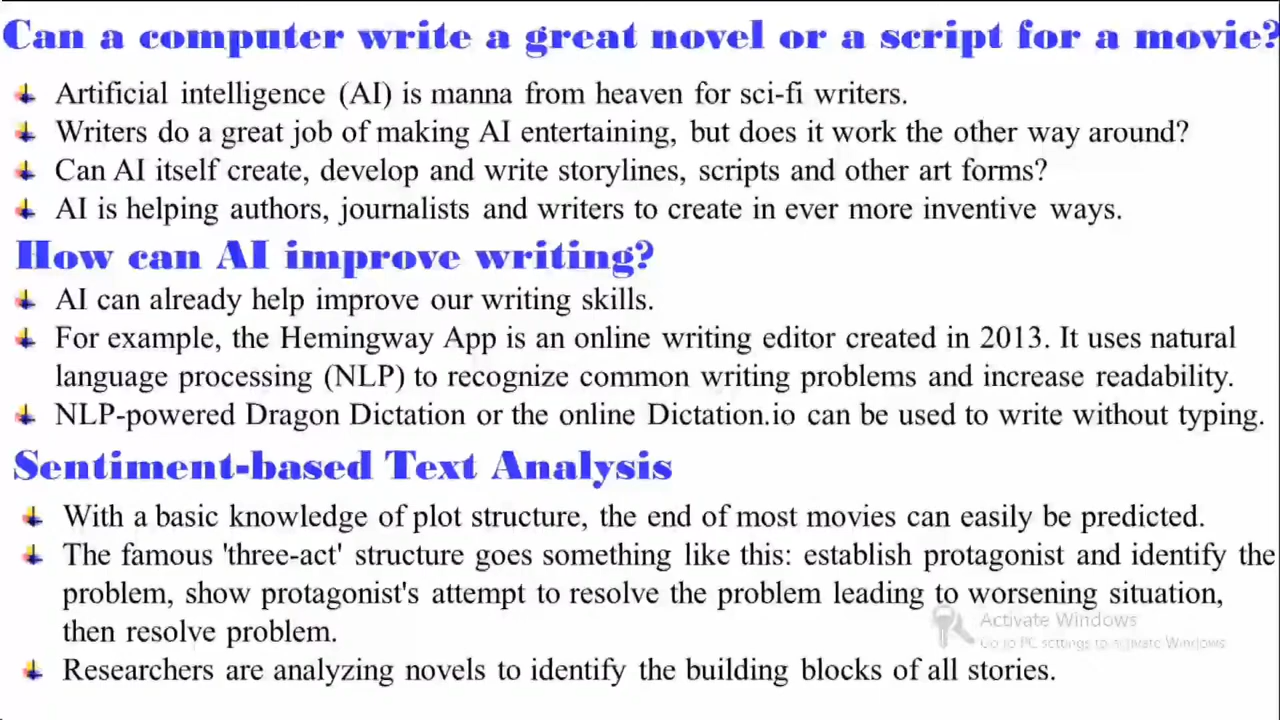 Can a computer write a great novel or a script for a movie?
Artificial intelligence (AI) is manna from heaven for sci-fi writers.
Writers do a great job of making AI entertaining, but does it work the other way around?
Can AI itself create, develop and write storylines, scripts and other art forms?
AI is helping authors, journalists and writers to create in ever more inventive ways.
How can AI improve writing?
AI can already help improve our writing skills.
For example, the Hemingway App is an online writing editor created in 2013. It uses natural
language processing (NLP) to recognize common writing problems and increase readability.
NLP-powered Dragon Dictation or the online Dictation.io can be used to write without typing.
Sentiment-based Text Analysis
With a basic knowledge of plot structure, the end of most movies can easily be predicted.
The famous 'three-act' structure goes something like this: establish protagonist and identify the
problem, show protagonist's attempt to resolve the problem leading to worsening situation,
then resolve problem.
Activate Windows
Go to PC settings to activate Windows
Researchers are analyzing novels to identify the building blocks of all stories.